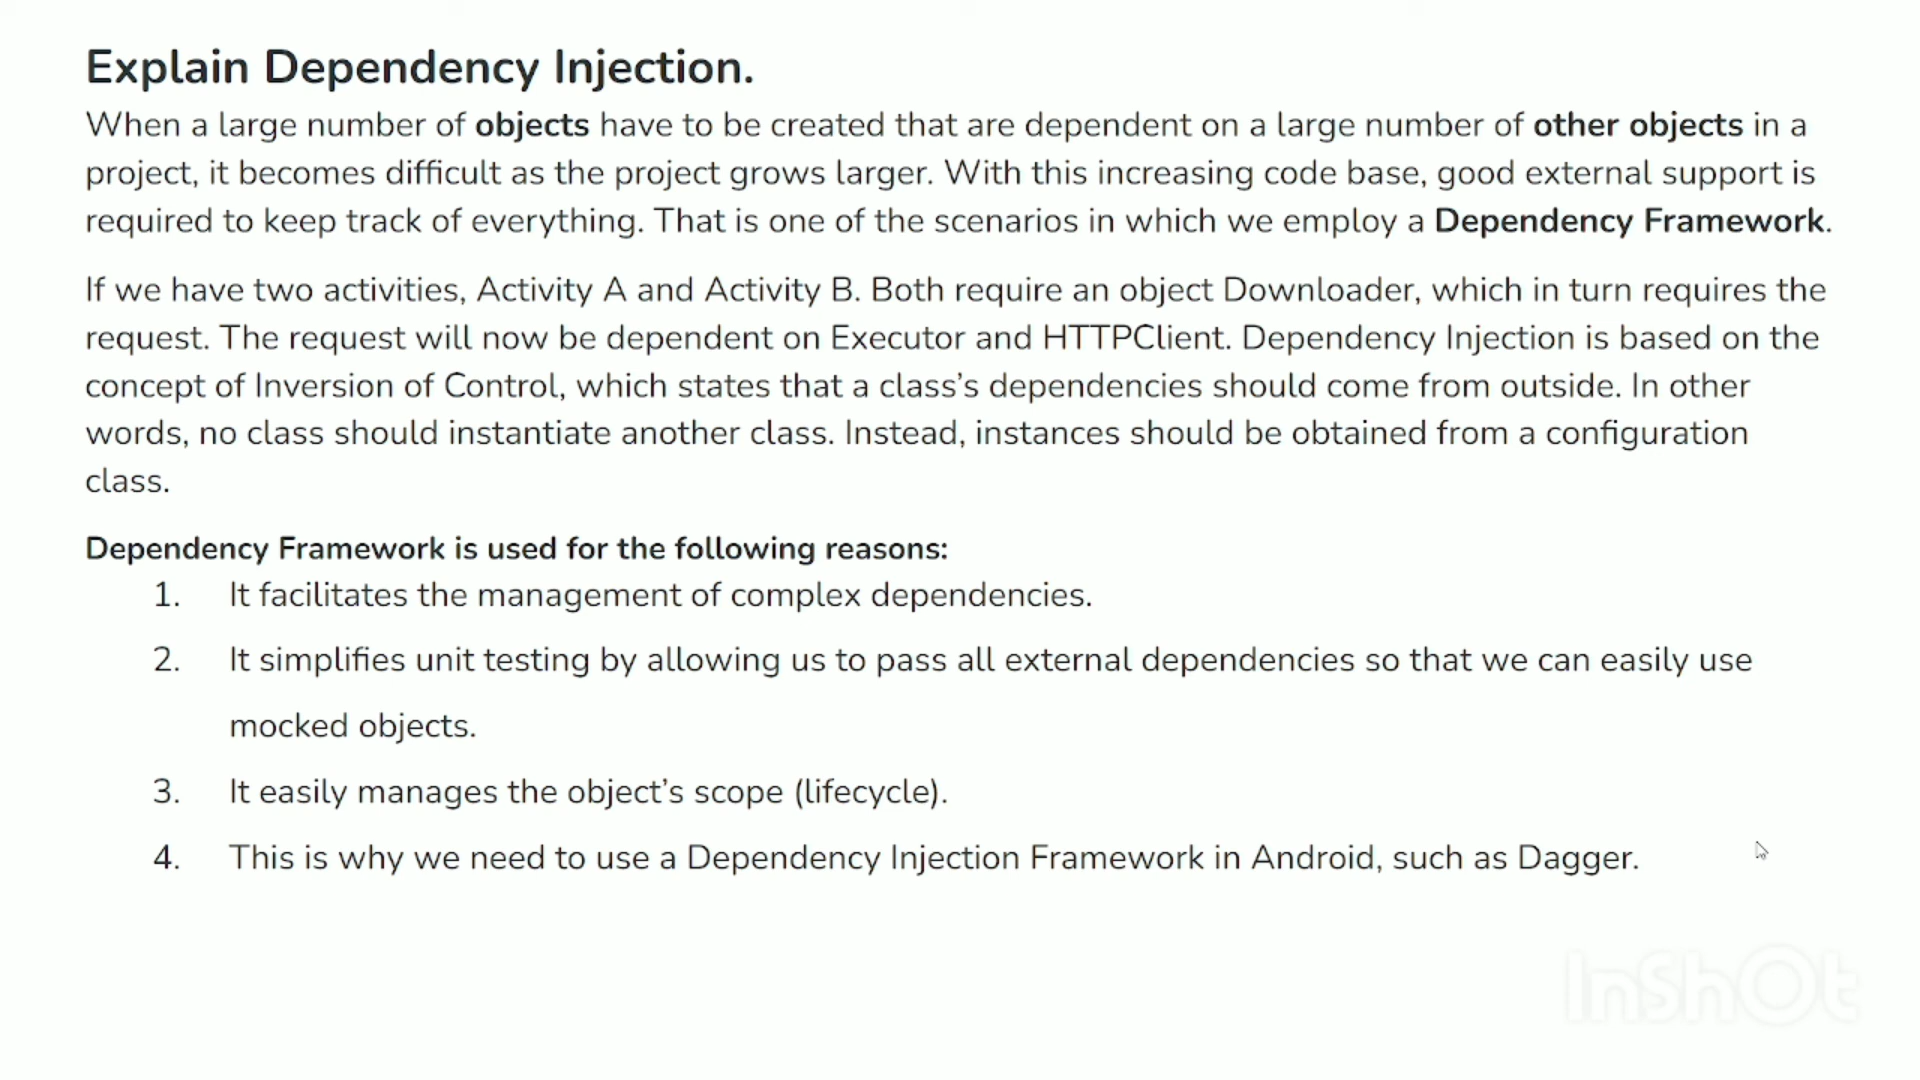 Explain Dependency Injection.
When a large number of objects have to be created that are dependent on a large number of other objects in a
project, it becomes difficult as the project grows larger. With this increasing code base, good external support is
required to keep track of everything. That is one of the scenarios in which we employ a Dependency Framework.
If we have two activities, Activity A and Activity B. Both require an object Downloader, which in turn requires the
request. The request will now be dependent on Executor and HTTPClient. Dependency Injection is based on the
concept of Inversion of Control, which states that a class’s dependencies should come from outside. In other
words, no class should instantiate another class. Instead, instances should be obtained from a configuration
class.
Dependency Framework is used for the following reasons:
1. It facilitates the management of complex dependencies.
2. It simplifies unit testing by allowing us to pass all external dependencies so that we can easily use
mocked objects.
3. It easily manages the object’s scope (lifecycle).
4. This is why we need to use a Dependency Injection Framework in Android, such as Dagger.
InShOt